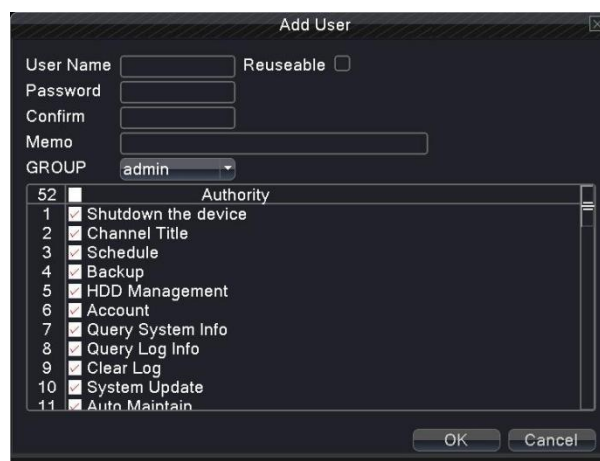 Add User
User Name Reuseable
Password
Confirm
Memo
GROUP admin
52 Authority
1 Shutdown the device
2 Channel Title
3 Schedule
4 Backup
5 HDD Management
6 Account
7 Query System Info
8 Query Log Info
9 Clear Log
10 System Update
11 Auto Maintain
OK Cancel